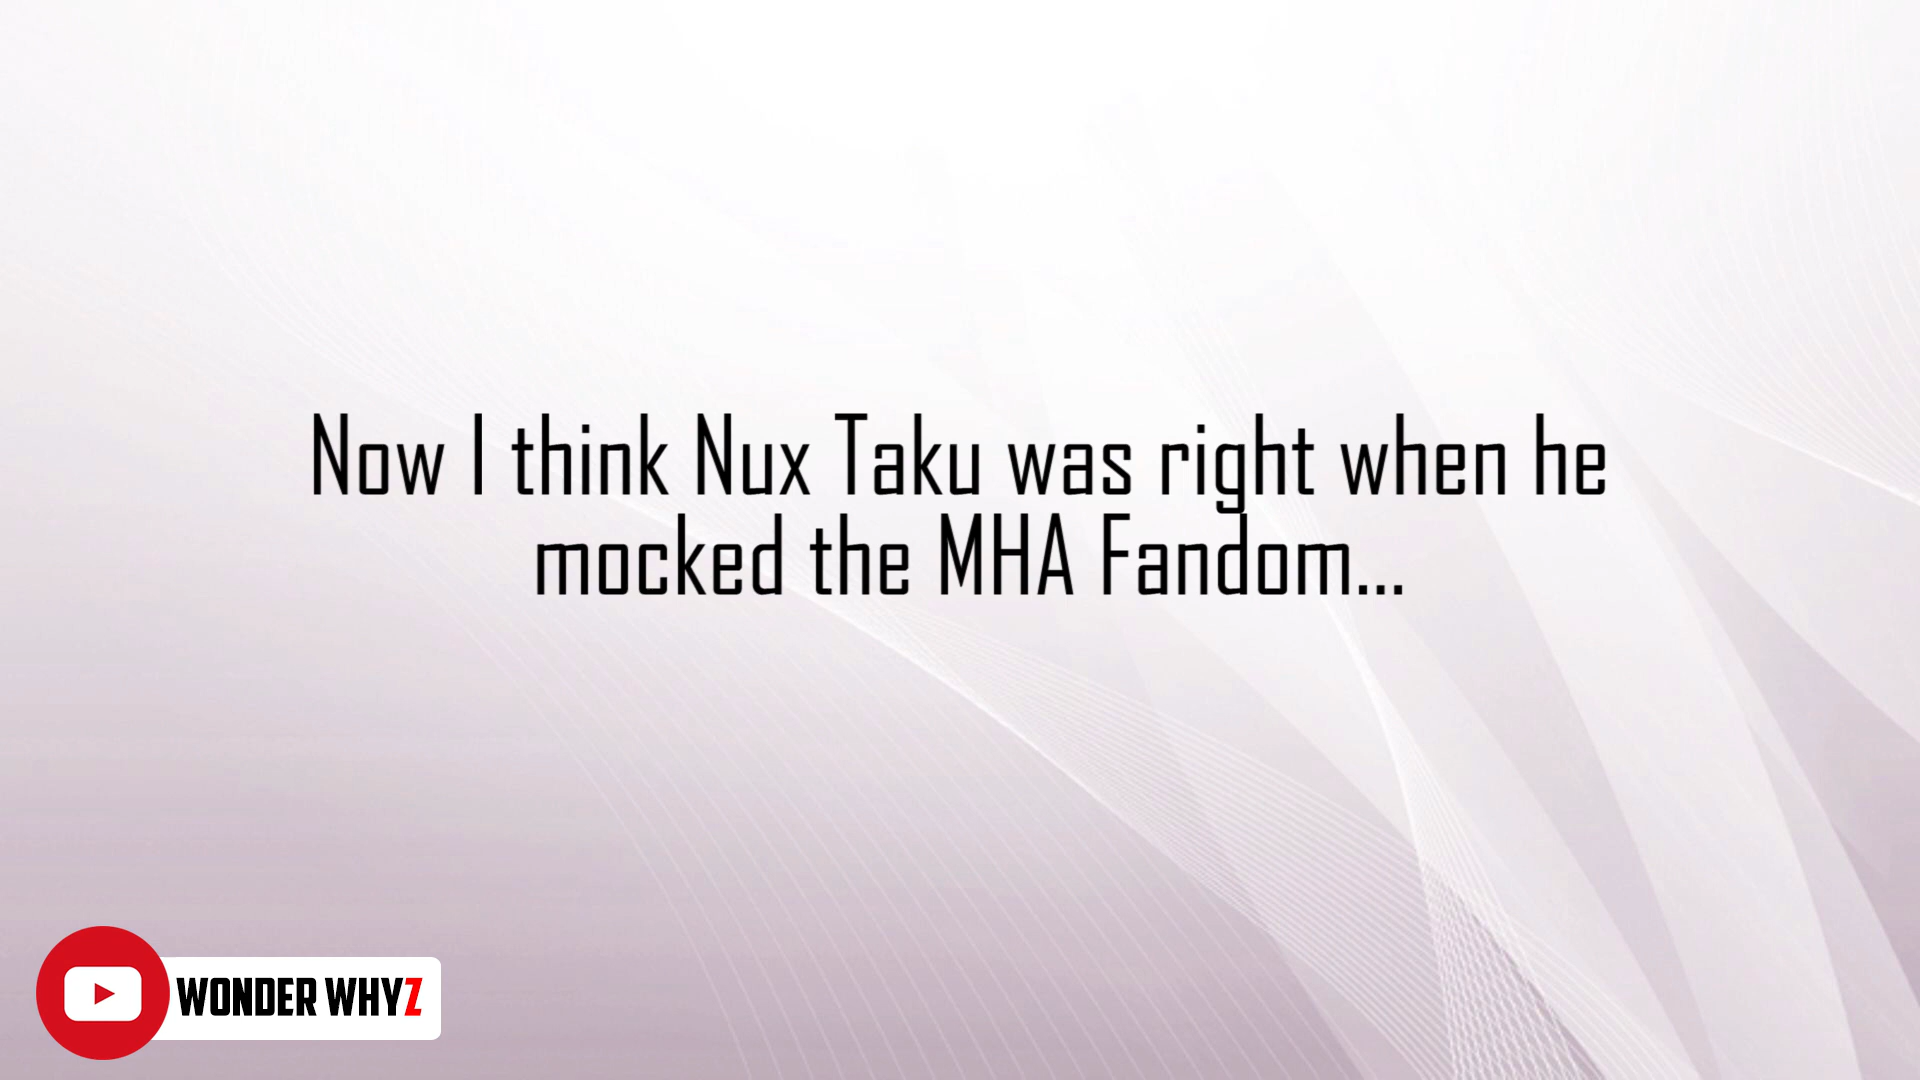 Now I think Nux Taku was right when he
mocked the MHA Fandom...
WONDER WHYZ